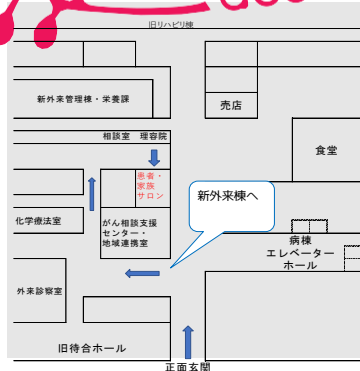 旧リハビリ棟
新外来管理棟・栄養課
売店
相談室　理容院
食堂
患者・
家族
サロン
新外来棟へ
化学療法室
がん相談支援
センター・
地域連携室
病棟
エレベーター
ホール
外来診察室
旧待合ホール
正面玄関